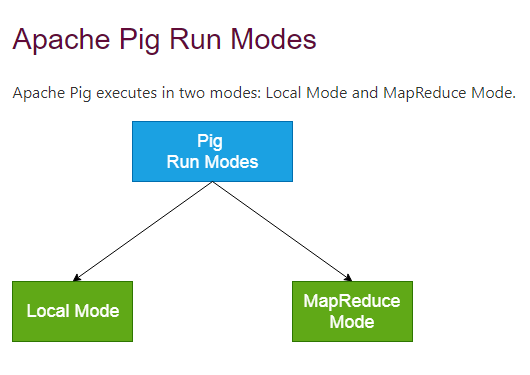 Apache Pig Run Modes
Apache Pig executes in two modes: Local Mode and MapReduce Mode.
Pig
Run Modes
Local Mode
MapReduce
Mode